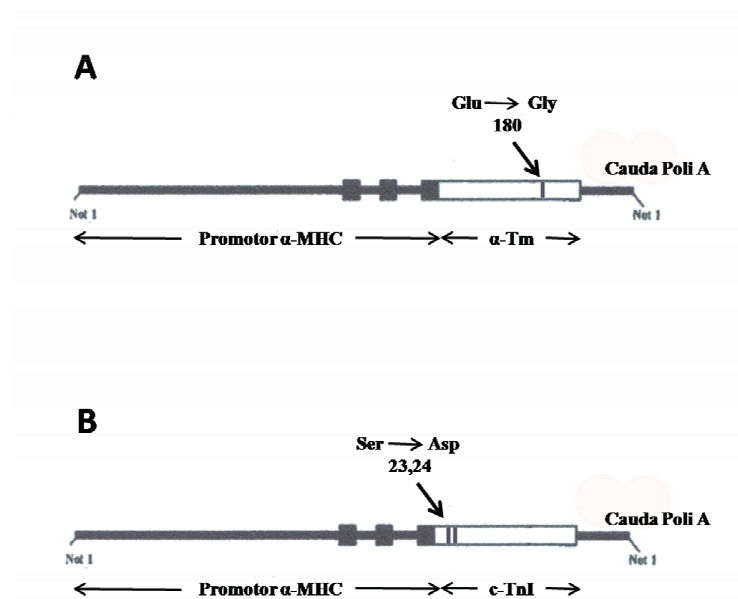 A
Glu → Gly
180
Cauda Poli A
Not 1
Not 1
Promotor α-MHC
α-Tm
B
Ser → Asp
23,24
Cauda Poli A
Not 1
Not 1
Promotor α-MHC
c-TnI